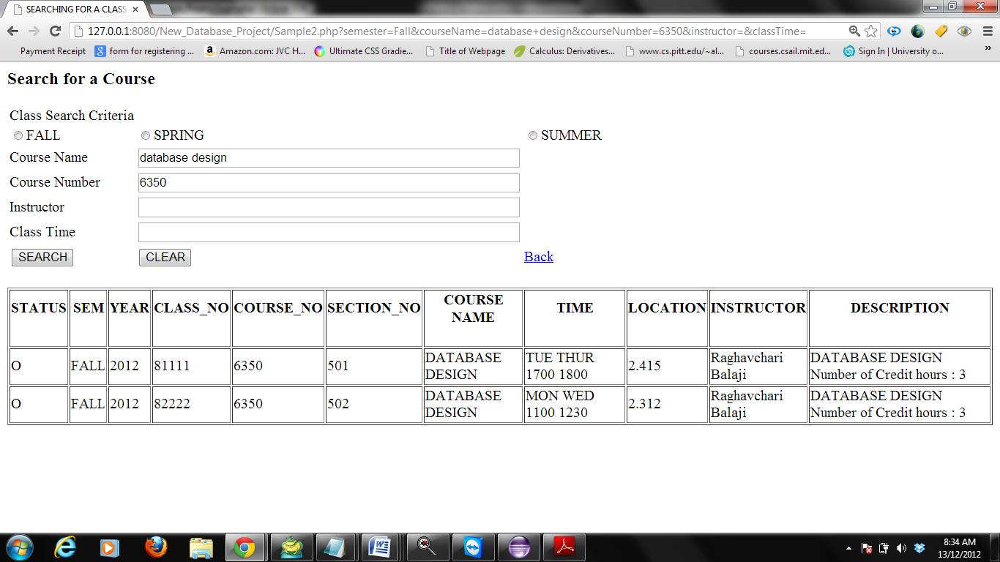 SEARCHING FOR A CLASS
127.0.0.1:8080/New_Database_Project/Sample2.php?semester=Fall&courseName=database+design&courseNumber=6350&instructor=&classTime=
Payment Receipt form for registering ... Amazon.com: JVC H... Ultimate CSS Gradie... Title of Webpage Calculus: Derivatives... www.cs.pitt.edu/~al... courses.csail.mit.ed... Sign In | University o... »
Search for a Course
Class Search Criteria
FALL SPRING SUMMER
Course Name database design
Course Number 6350
Instructor
Class Time
SEARCH CLEAR Back
STATUS SEM YEAR CLASS_NO COURSE_NO SECTION_NO COURSE NAME TIME LOCATION INSTRUCTOR DESCRIPTION
O FALL 2012 81111 6350 501 DATABASE DESIGN TUE THUR 1700 1800 2.415 Raghavchari Balaji DATABASE DESIGN Number of Credit hours : 3
O FALL 2012 82222 6350 502 DATABASE DESIGN MON WED 1100 1230 2.312 Raghavchari Balaji DATABASE DESIGN Number of Credit hours : 3
8:34 AM
13/12/2012